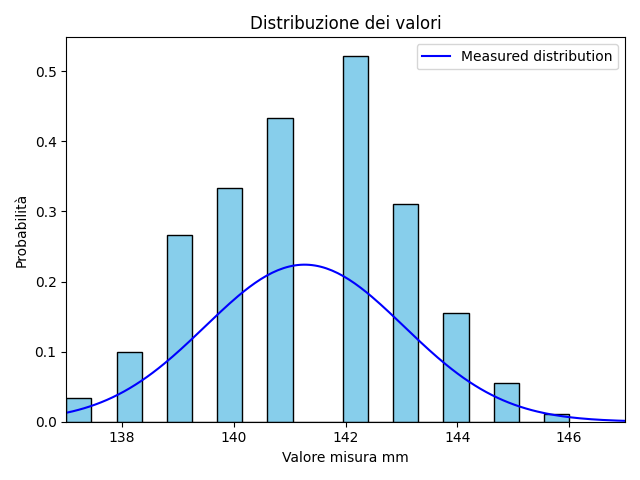 Distribuzione dei valori
Measured distribution
0.5
0.4
0.3
0.2
0.1
0.0
Probabilità
138 140 142 144 146
Valore misura mm